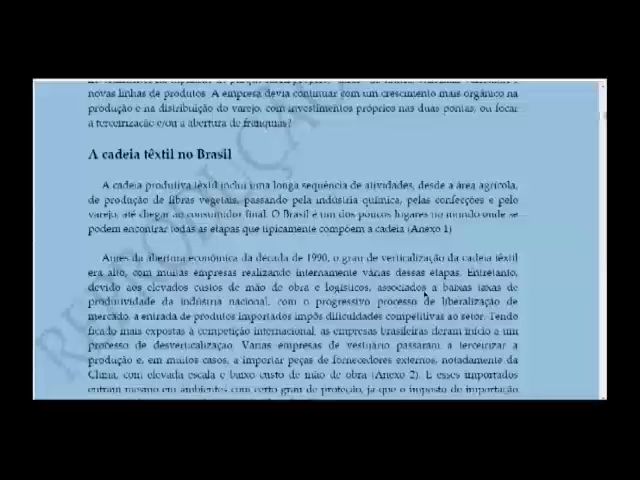 novas linhas de produtos. A empresa devia continuar com um crescimento mais orgânico na
produção e na distribuição do varejo, com investimentos próprios nas duas pontas, ou focar
a terceirização e/ou a abertura de franquias?
A cadeia têxtil no Brasil
A cadeia produtiva têxtil inclui uma longa sequência de atividades, desde a área agrícola,
de produção de fibras vegetais, passando pela indústria química, pelas confecções e pelo
varejo, até chegar ao consumidor final. O Brasil é um dos poucos lugares no mundo onde se
podem encontrar todas as etapas que tipicamente compõem a cadeia (Anexo 1)
Antes da abertura econômica da década de 1990, o grau de verticalização da cadeia têxtil
era alto, com muitas empresas realizando internamente várias dessas etapas. Entretanto,
devido aos elevados custos de mão de obra e logísticos, associados a baixas taxas de
produtividade da indústria nacional, com o progressivo processo de liberalização de
mercado, a entrada de produtos importados impôs dificuldades competitivas ao setor. Tendo
ficado mais expostas à competição internacional, as empresas brasileiras deram início a um
processo de desverticalização. Várias empresas de vestuário passaram a terceirizar a
produção e, em muitos casos, a importar peças de fornecedores externos, notadamente da
China, com elevada escala e baixo custo de mão de obra (Anexo 2). E esses importados
entram mesmo em ambientes com certo grau de proteção, já que o imposto de importação